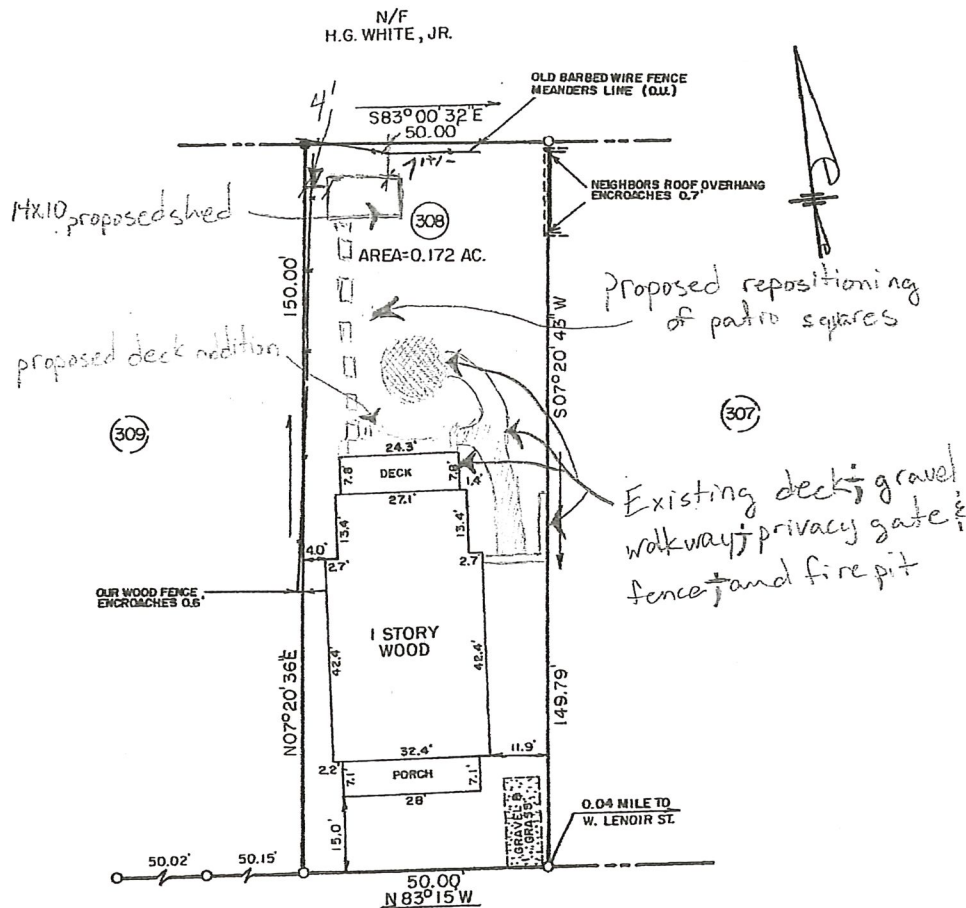 N/F
H.G. WHITE, JR.
4'
OLD BARBED WIRE FENCE
MEANDERS LINE (O.U.)
S83°00'32"E
50.00'
7'+/-
NEIGHBORS ROOF OVERHANG
ENCROACHES 0.7'
14x10 proposed shed
308
AREA=0.172 AC.
150.00'
proposed repositioning
of patio squares
S07°20'43"W
proposed deck addition
309
307
24.3'
7.8'
DECK
7.8'
1.4'
27.1'
13.4'
13.4'
Existing deck; gravel
walkway; privacy gate &
fence; and fire pit
4.0'
2.7'
2.7'
OUR WOOD FENCE
ENCROACHES 0.6'
1 STORY
WOOD
42.4'
42.4'
N07°20'36"E
149.79'
32.4'
11.9'
2.2'
7.1'
PORCH
7.1'
28'
GRAVEL &
GRASS
15.0'
0.04 MILE TO
W. LENOIR ST.
50.02'
50.15'
50.00'
N 83°15'W